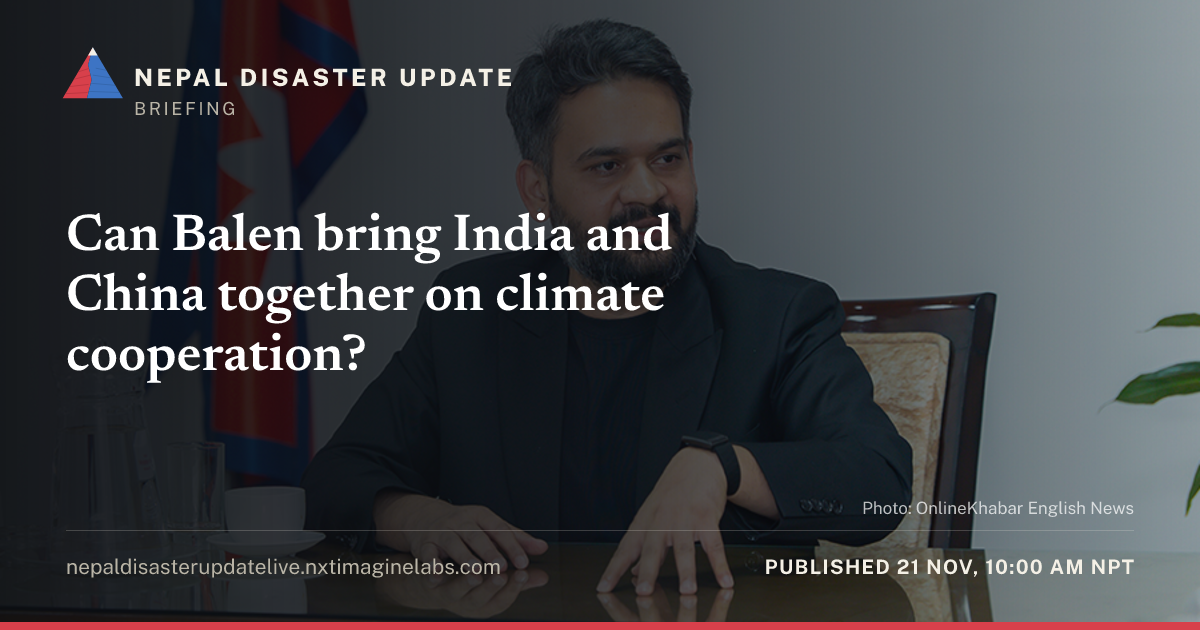 NEPAL DISASTER UPDATE
BRIEFING
Can Balen bring India and
China together on climate
cooperation?
Photo: OnlineKhabar English News
nepaldisasterupdatelive.nxtimaginelabs.com
PUBLISHED 21 NOV, 10:00 AM NPT